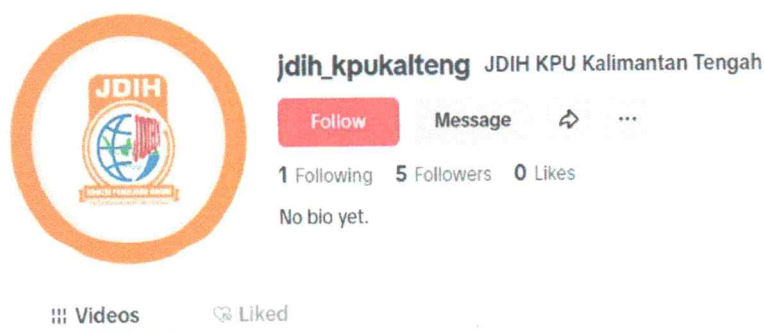 JDIH
jdih_kpukalteng JDIH KPU Kalimantan Tengah
Follow Message ...
1 Following 5 Followers 0 Likes
No bio yet.
Videos Liked